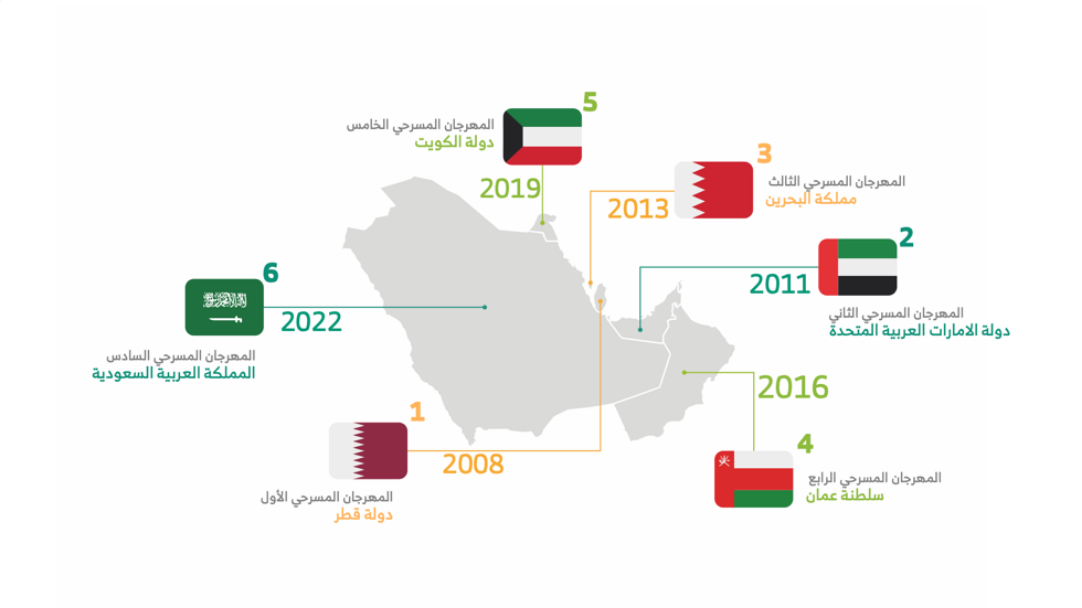 5
المهرجان المسرحي الخامس
دولة الكويت
2019
3
المهرجان المسرحي الثالث
مملكة البحرين
2013
2
2011
المهرجان المسرحي الثاني
دولة الامارات العربية المتحدة
6
2022
المهرجان المسرحي السادس
المملكة العربية السعودية
2016
1
2008
المهرجان المسرحي الأول
دولة قطر
4
المهرجان المسرحي الرابع
سلطنة عمان